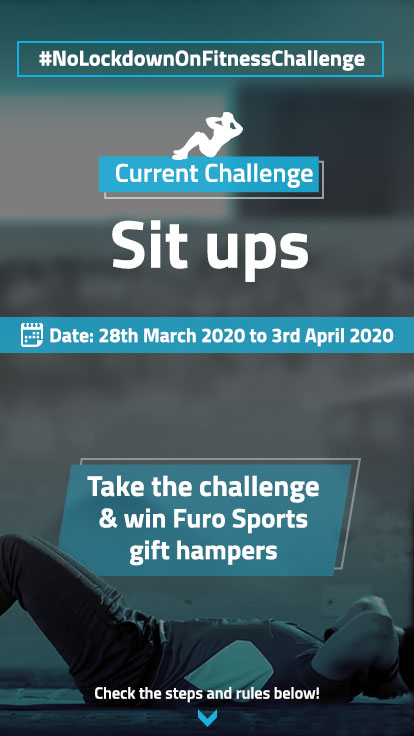 #NoLockdownOnFitnessChallenge
Current Challenge
Sit ups
Date: 28th March 2020 to 3rd April 2020
Take the challenge
& win Furo Sports
gift hampers
Check the steps and rules below!